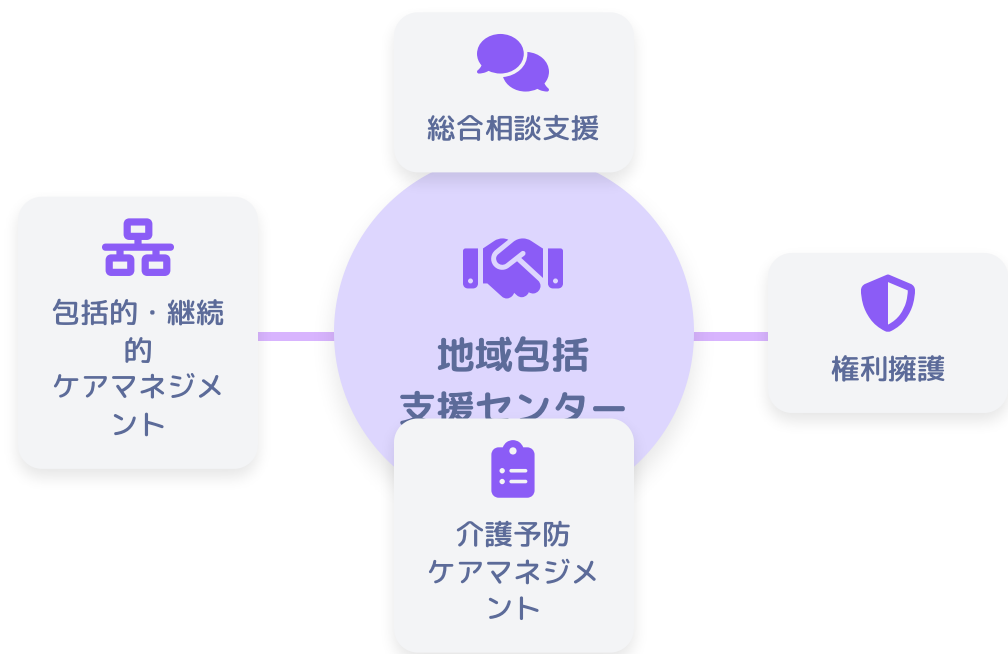 総合相談支援
包括的・継続
的
ケアマネジメ
ント
地域包括
支援センター
権利擁護
介護予防
ケアマネジメ
ント